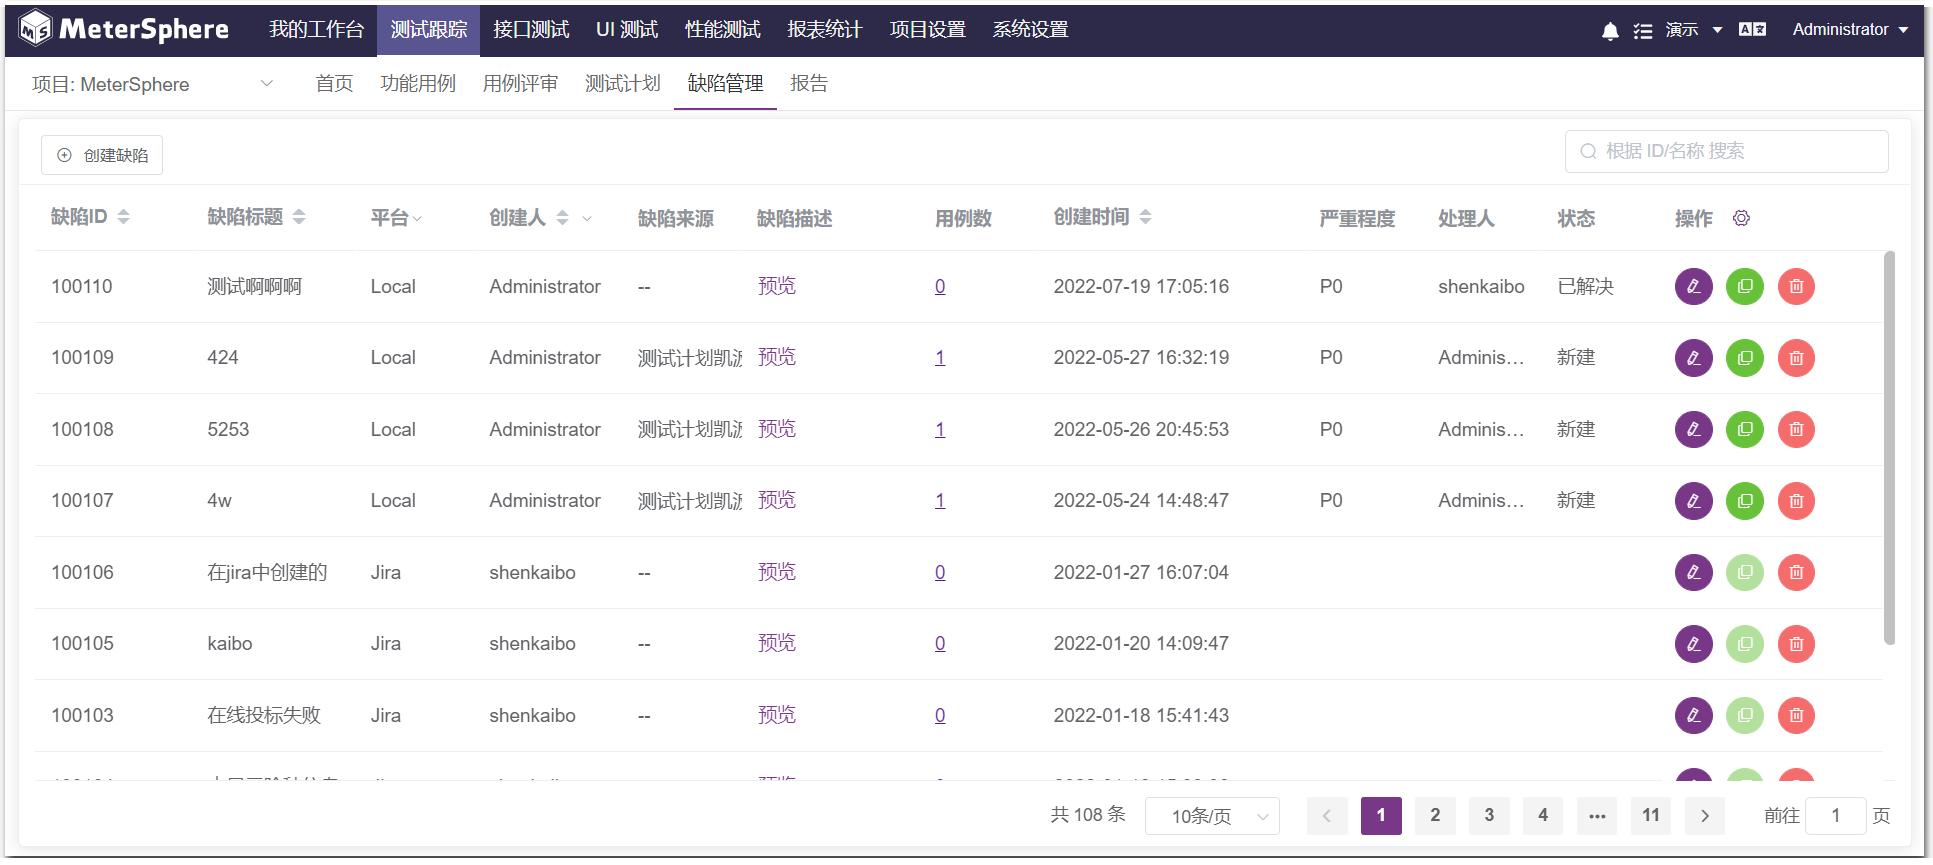 MeterSphere 我的工作台 测试跟踪 接口测试 UI 测试 性能测试 报表统计 项目设置 系统设置 演示 Administrator
项目: MeterSphere 首页 功能用例 用例评审 测试计划 缺陷管理 报告
创建缺陷 根据 ID/名称 搜索
缺陷ID 缺陷标题 平台 创建人 缺陷来源 缺陷描述 用例数 创建时间 严重程度 处理人 状态 操作
100110 测试啊啊啊 Local Administrator -- 预览 0 2022-07-19 17:05:16 P0 shenkaibo 已解决
100109 424 Local Administrator 测试计划凯 预览 1 2022-05-27 16:32:19 P0 Adminis... 新建
100108 5253 Local Administrator 测试计划凯 预览 1 2022-05-26 20:45:53 P0 Adminis... 新建
100107 4w Local Administrator 测试计划凯 预览 1 2022-05-24 14:48:47 P0 Adminis... 新建
100106 在jira中创建的 Jira shenkaibo -- 预览 0 2022-01-27 16:07:04
100105 kaibo Jira shenkaibo -- 预览 0 2022-01-20 14:09:47
100103 在线投标失败 Jira shenkaibo -- 预览 0 2022-01-18 15:41:43
共 108 条 10条/页 1 2 3 4 ... 11 前往 1 页